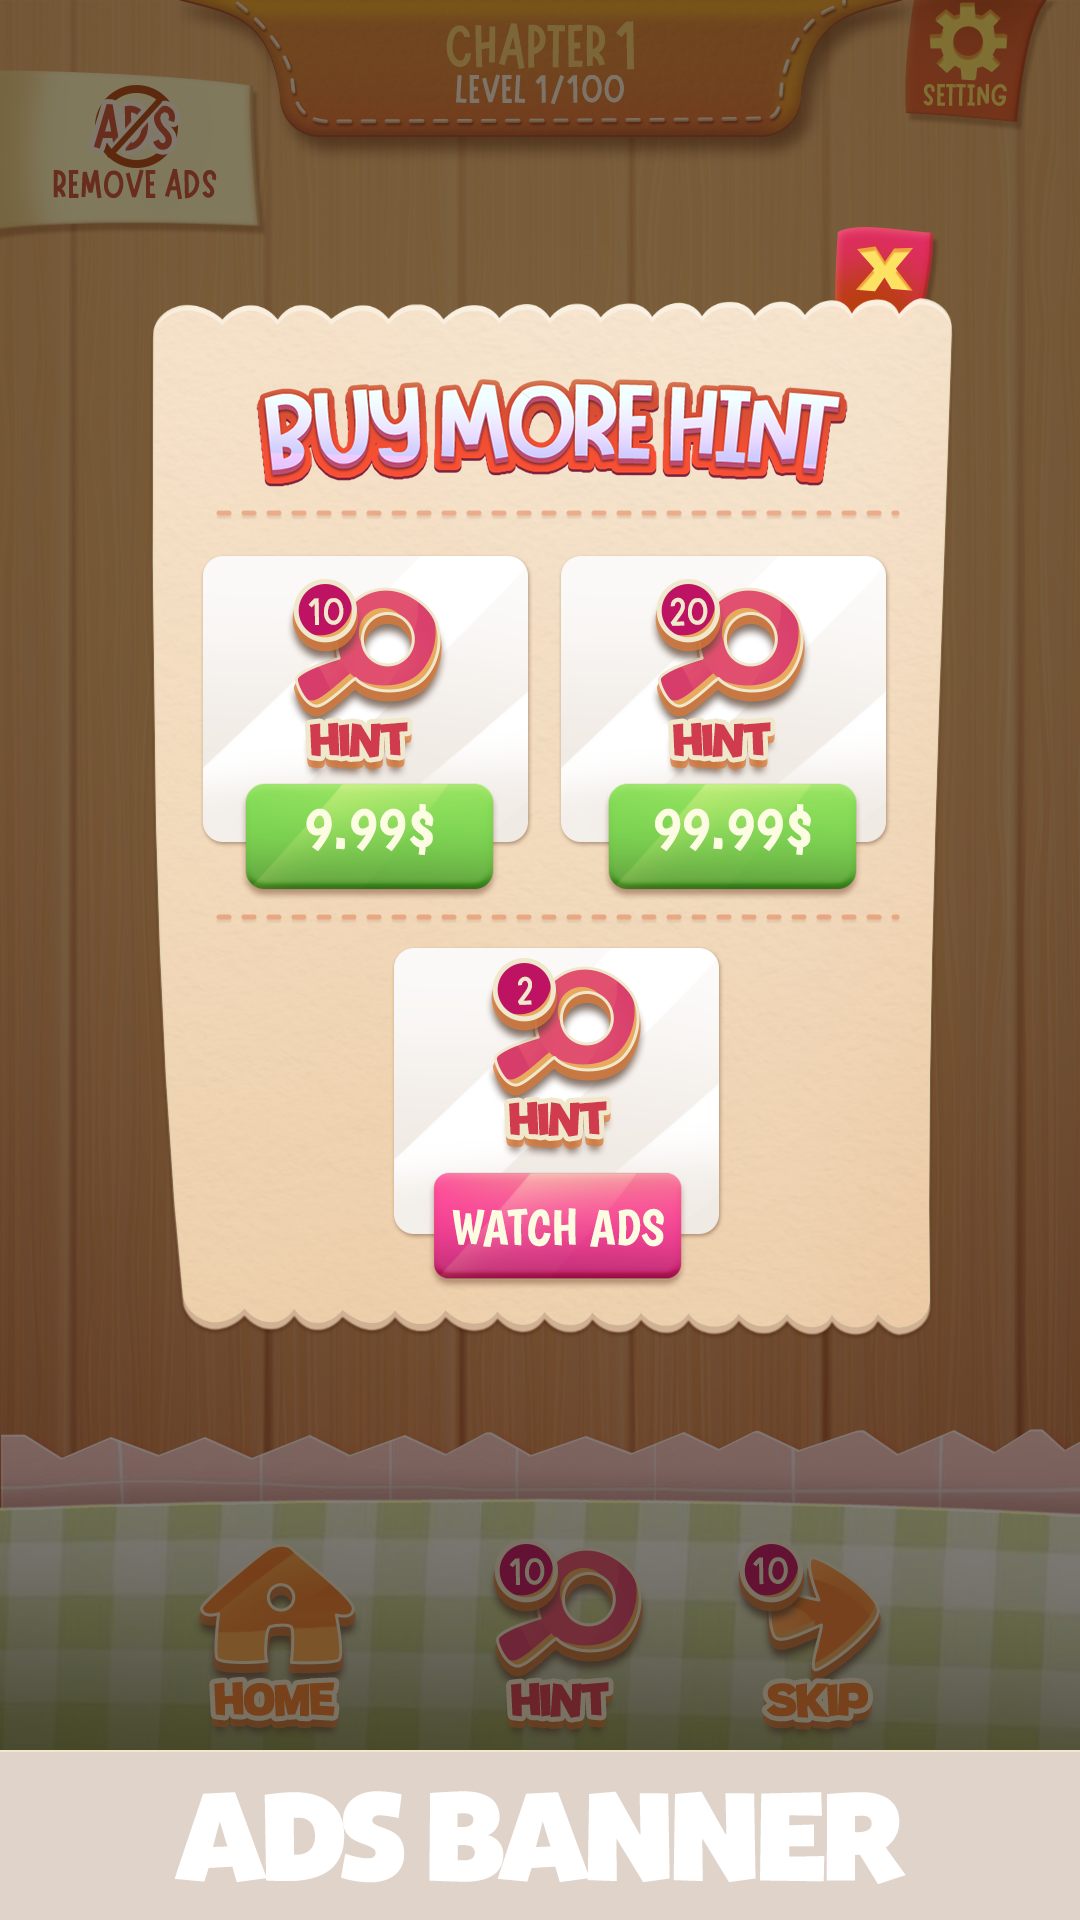 CHAPTER 1
LEVEL 1/100
SETTING
ADS
REMOVE ADS
X
BUY MORE HINT
10
HINT
9.99$
20
HINT
99.99$
2
HINT
WATCH ADS
HOME
10
HINT
10
SKIP
ADS BANNER